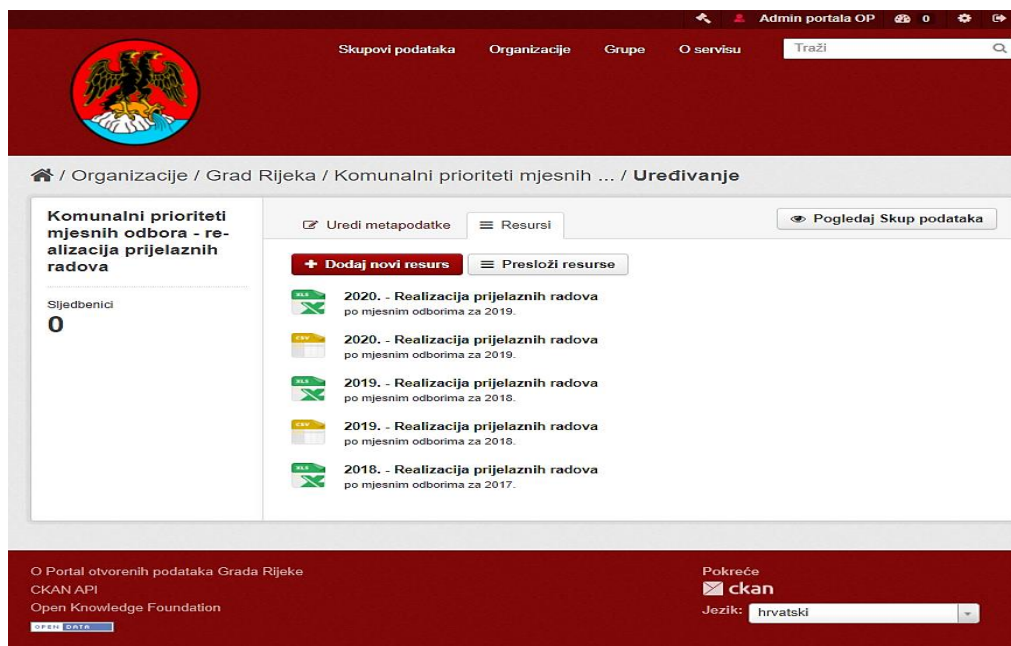 Admin portala OP 0
Skupovi podataka Organizacije Grupe O servisu Traži
/ Organizacije / Grad Rijeka / Komunalni prioriteti mjesnih ... / Uređivanje
Komunalni prioriteti
mjesnih odbora - re-
alizacija prijelaznih
radova
Sljedbenici
0
Uredi metapodatke Resursi Pogledaj Skup podataka
Dodaj novi resurs Presloži resurse
XLS
2020. - Realizacija prijelaznih radova
po mjesnim odborima za 2019.
CSV
2020. - Realizacija prijelaznih radova
po mjesnim odborima za 2019.
XLS
2019. - Realizacija prijelaznih radova
po mjesnim odborima za 2018.
CSV
2019. - Realizacija prijelaznih radova
po mjesnim odborima za 2018.
XLS
2018. - Realizacija prijelaznih radova
po mjesnim odborima za 2017.
O Portal otvorenih podataka Grada Rijeke
CKAN API
Open Knowledge Foundation
OPEN DATA
Pokreće
ckan
Jezik: hrvatski